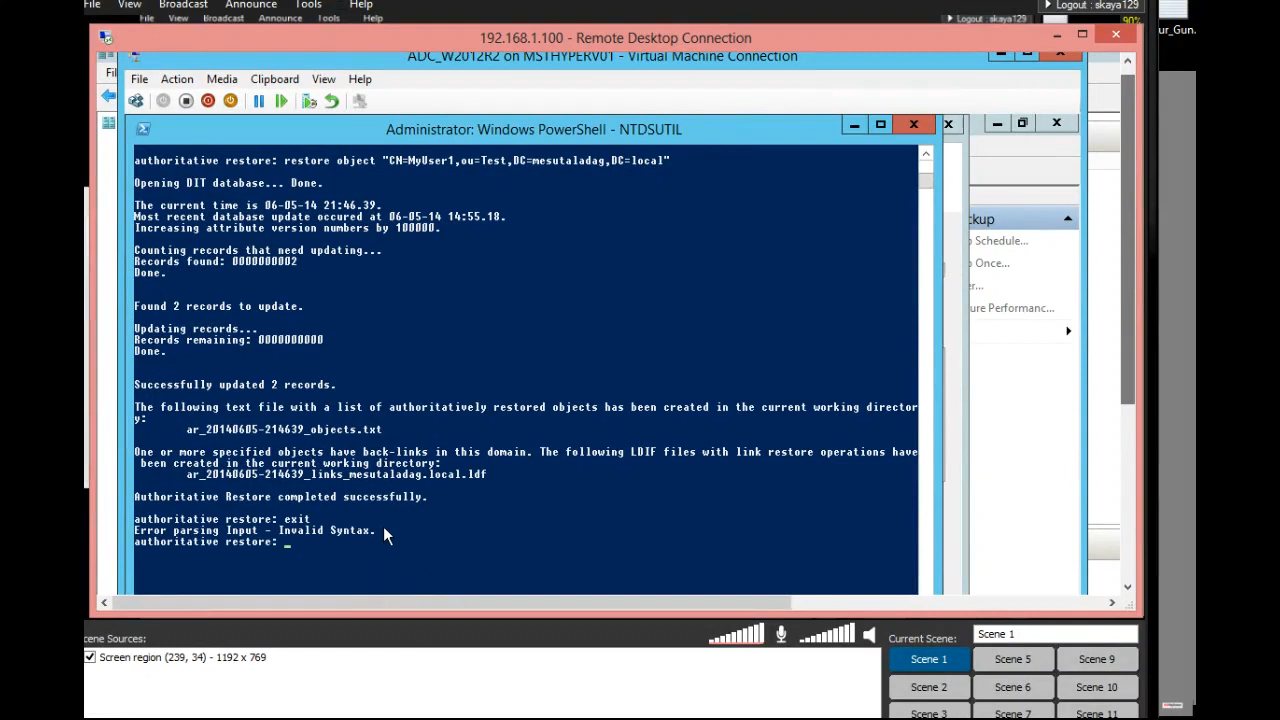 File View Broadcast Announce Tools Help
Logout : skaya129
View Broadcast Announce Tools Help
Logout : skaya129
90%
ur_Gun.
192.168.1.100 - Remote Desktop Connection
ADC_W2012R2 on MSTHYPERV01 - Virtual Machine Connection
File Action Media Clipboard View Help
Administrator: Windows PowerShell - NTDSUTIL
authoritative restore: restore object "CN=MyUser1,ou=Test,DC=mesutaladag,DC=local"
Opening DIT database... Done.
The current time is 06-05-14 21:46.39.
Most recent database update occured at 06-05-14 14:55.18.
Increasing attribute version numbers by 100000.
Counting records that need updating...
Records found: 0000000002
Done.
Found 2 records to update.
Updating records...
Records remaining: 0000000000
Done.
Successfully updated 2 records.
The following text file with a list of authoritatively restored objects has been created in the current working director
y:
ar_20140605-214639_objects.txt
One or more specified objects have back-links in this domain. The following LDIF files with link restore operations have
been created in the current working directory:
ar_20140605-214639_links_mesutaladag.local.ldf
Authoritative Restore completed successfully.
authoritative restore: exit
Error parsing Input - Invalid Syntax.
authoritative restore: _
ckup
Schedule...
Once...
er...
ure Performanc...
cene Sources:
Screen region (239, 34) - 1192 x 769
Current Scene: Scene 1
Scene 1 Scene 5 Scene 9
Scene 2 Scene 6 Scene 10
Scene 3 Scene 7 Scene 11